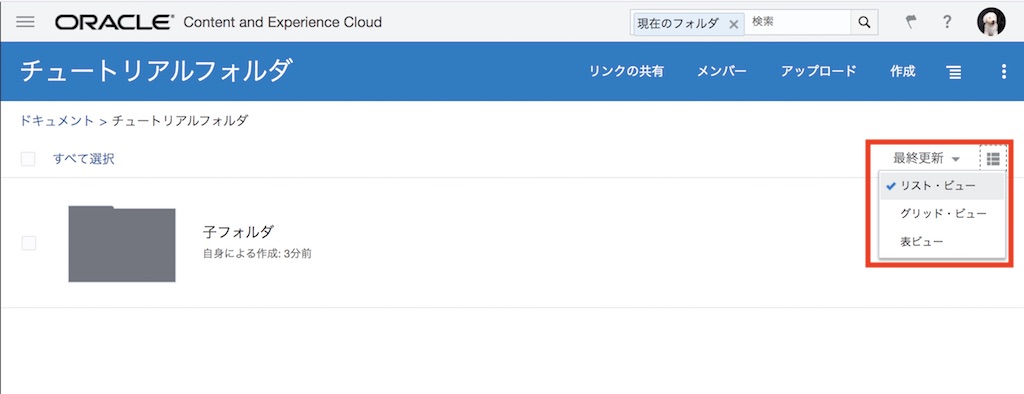 ORACLE® Content and Experience Cloud
現在のフォルダ × 検索 ?
チュートリアルフォルダ
リンクの共有 メンバー アップロード 作成
ドキュメント > チュートリアルフォルダ
すべて選択
最終更新
リスト・ビュー
グリッド・ビュー
表ビュー
子フォルダ
自身による作成: 3分前